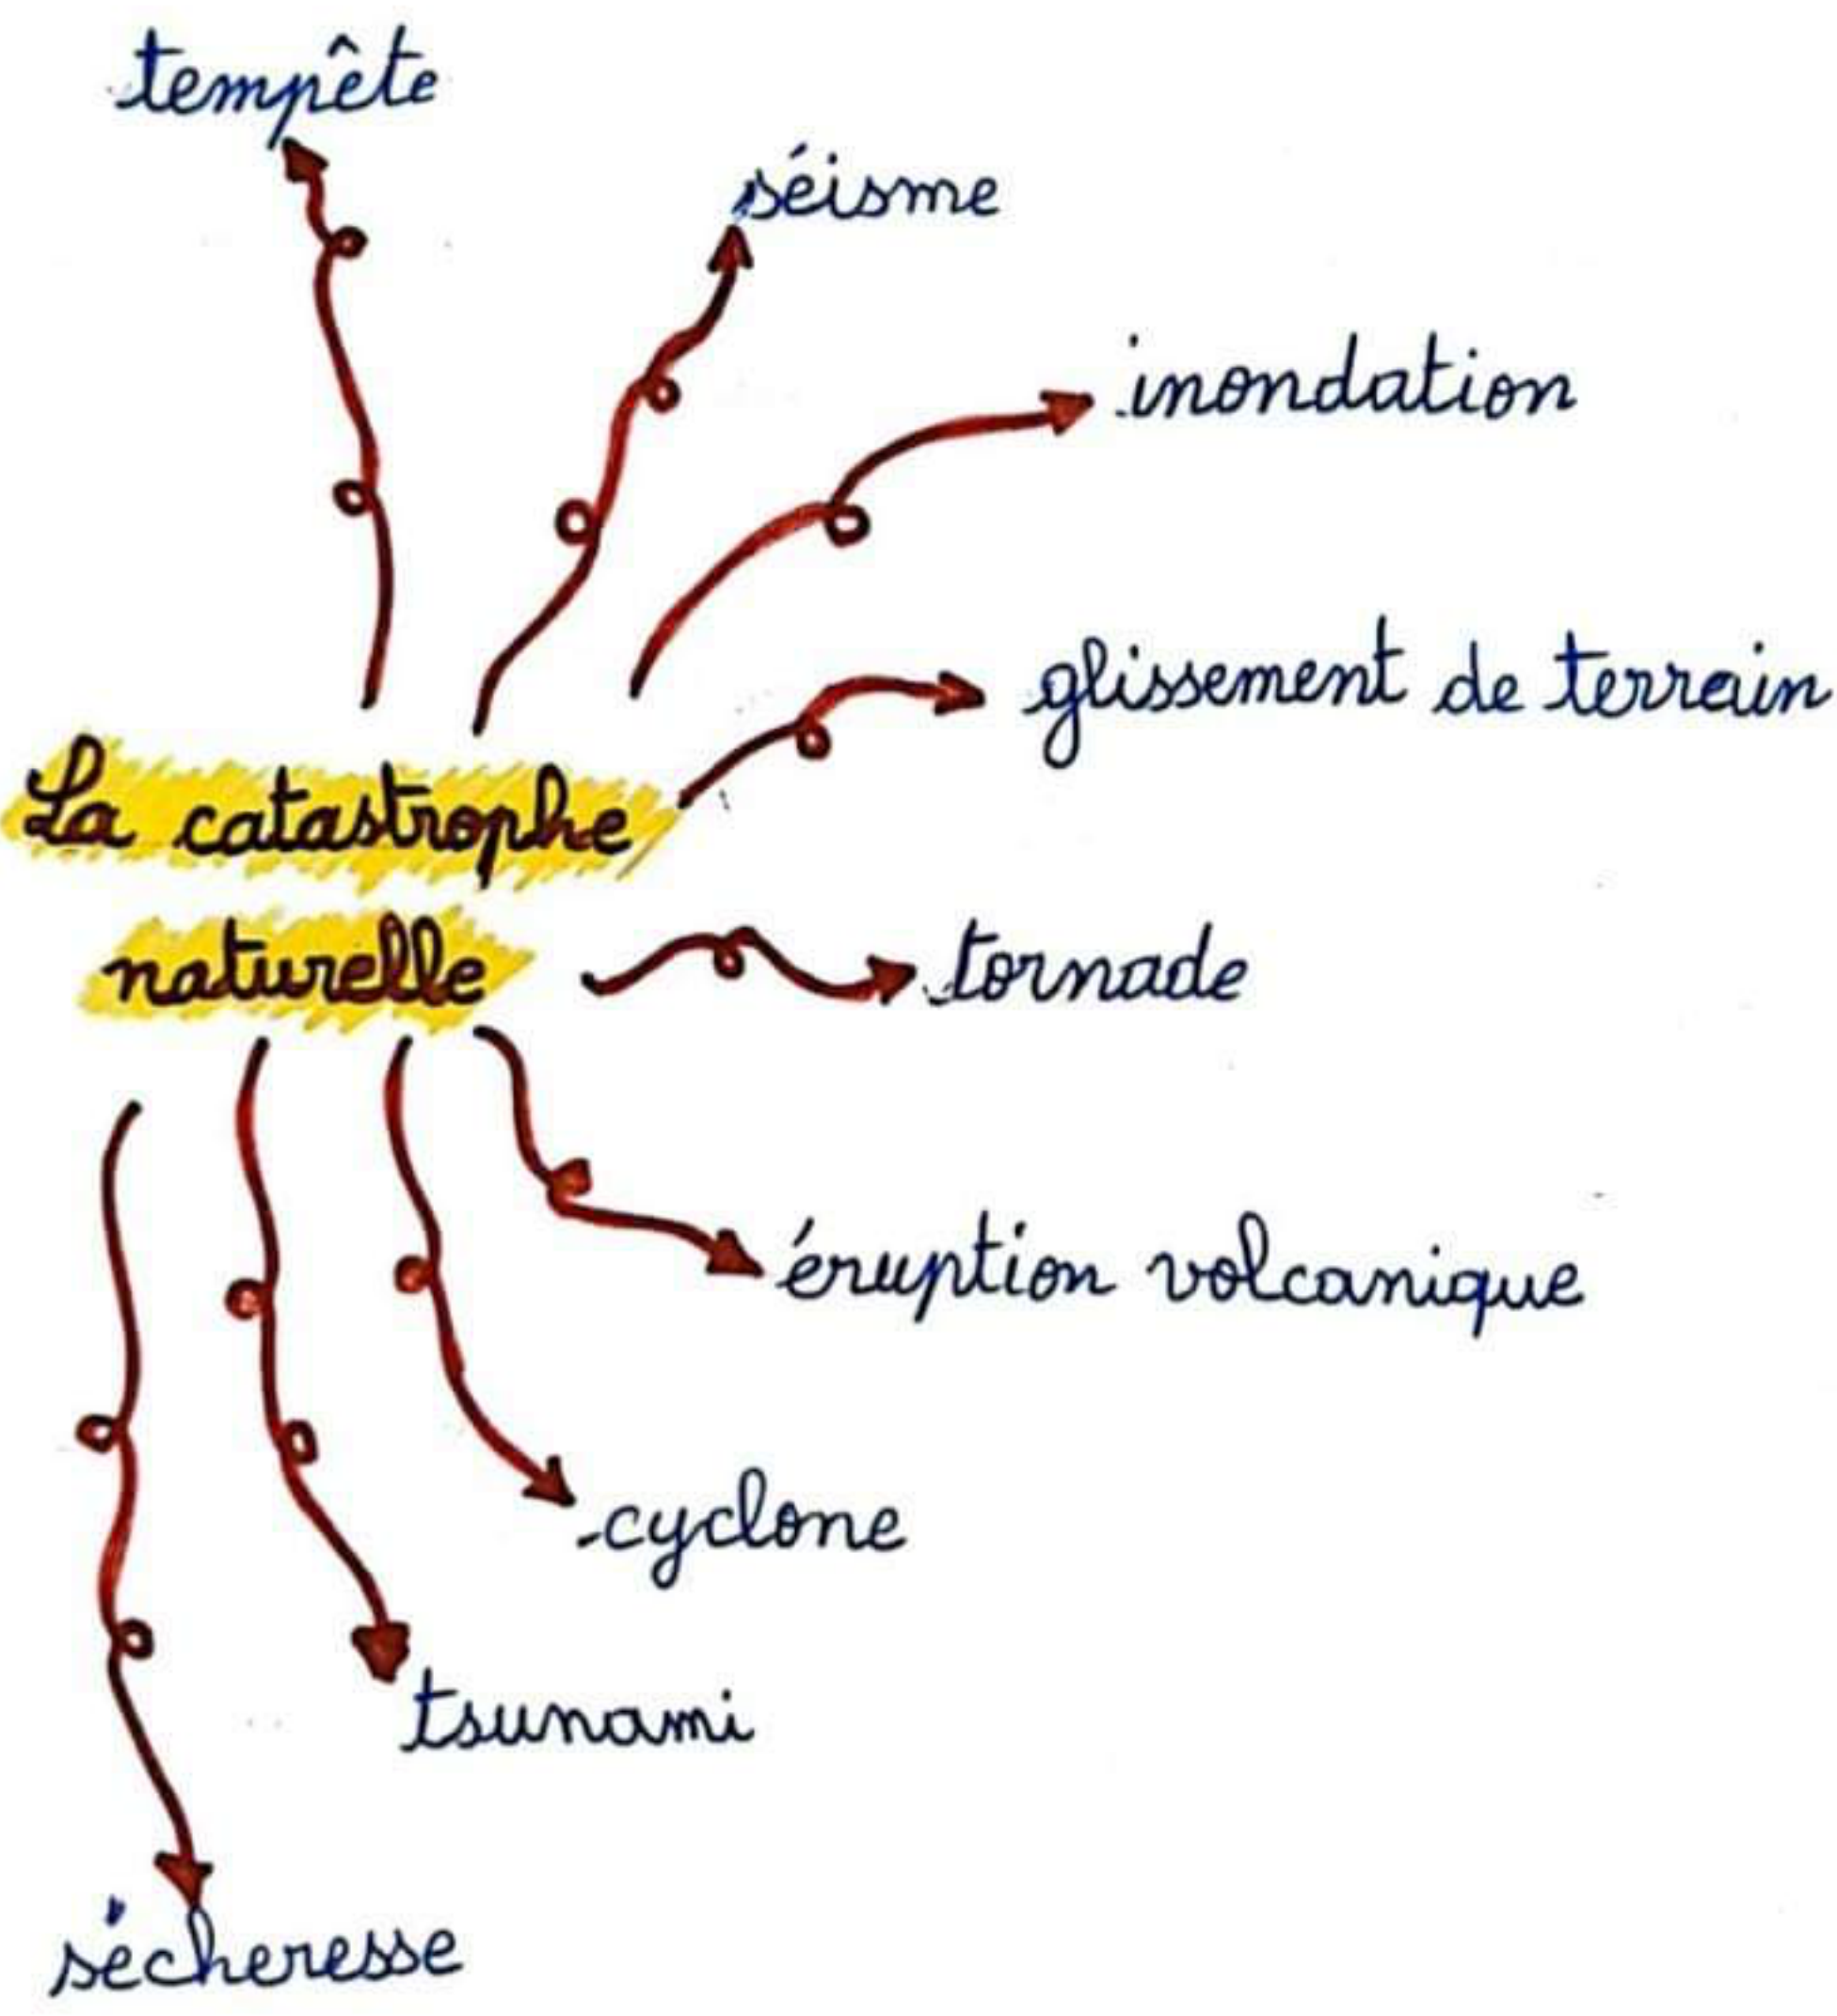 tempête
séisme
inondation
glissement de terrain
La catastrophe
naturelle
tornade
éruption volcanique
cyclone
tsunami
sécheresse